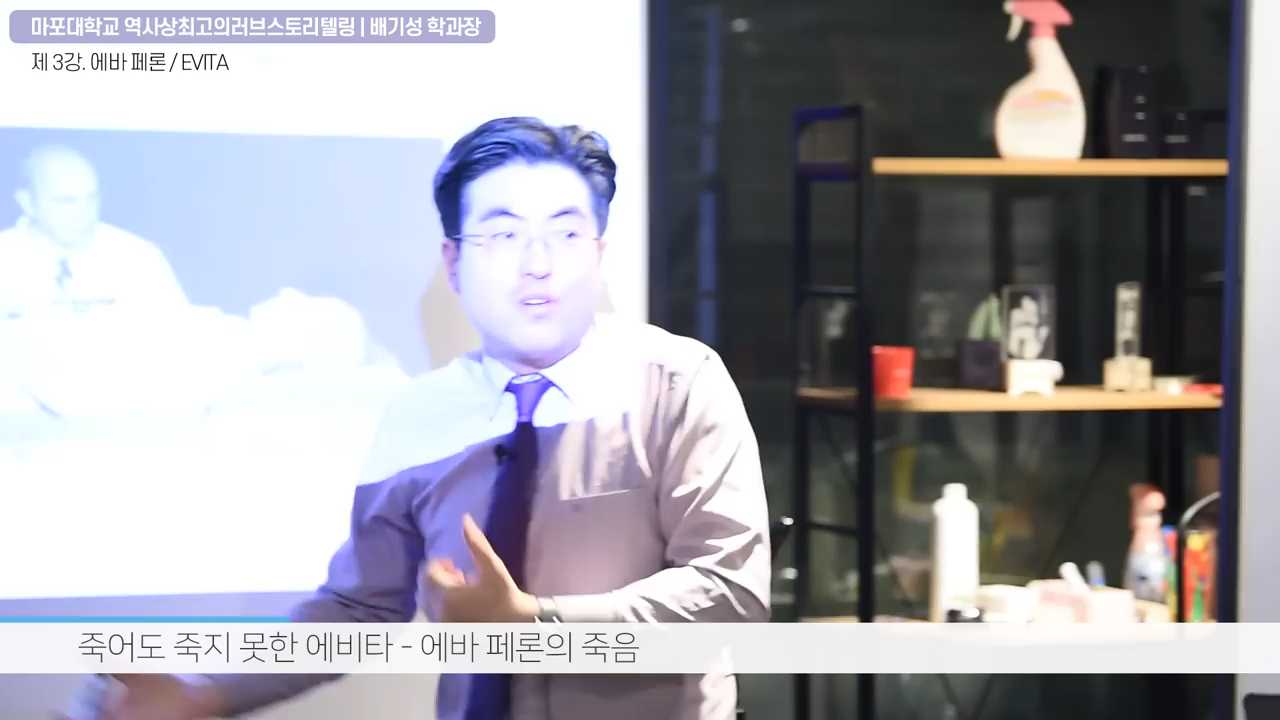 마포대학교 역사상최고의러브스토리텔링 | 배기성 학과장
제 3강. 에바 페론 / EVITA
죽어도 죽지 못한 에비타 - 에바 페론의 죽음